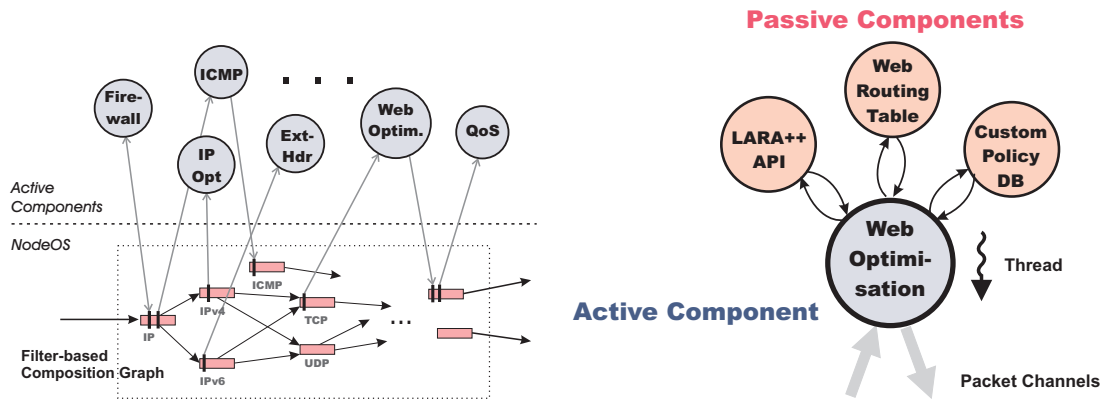 ICMP
Fire-
wall
Web
Optim.
QoS
Ext-
Hdr
IP
Opt
Active
Components
NodeOS
ICMP
IPv4
TCP
IP
...
UDP
IPv6
Filter-based
Composition Graph
Passive Components
Web
Routing
Table
LARA++
API
Custom
Policy
DB
Web
Optimi-
sation
Thread
Active Component
Packet Channels